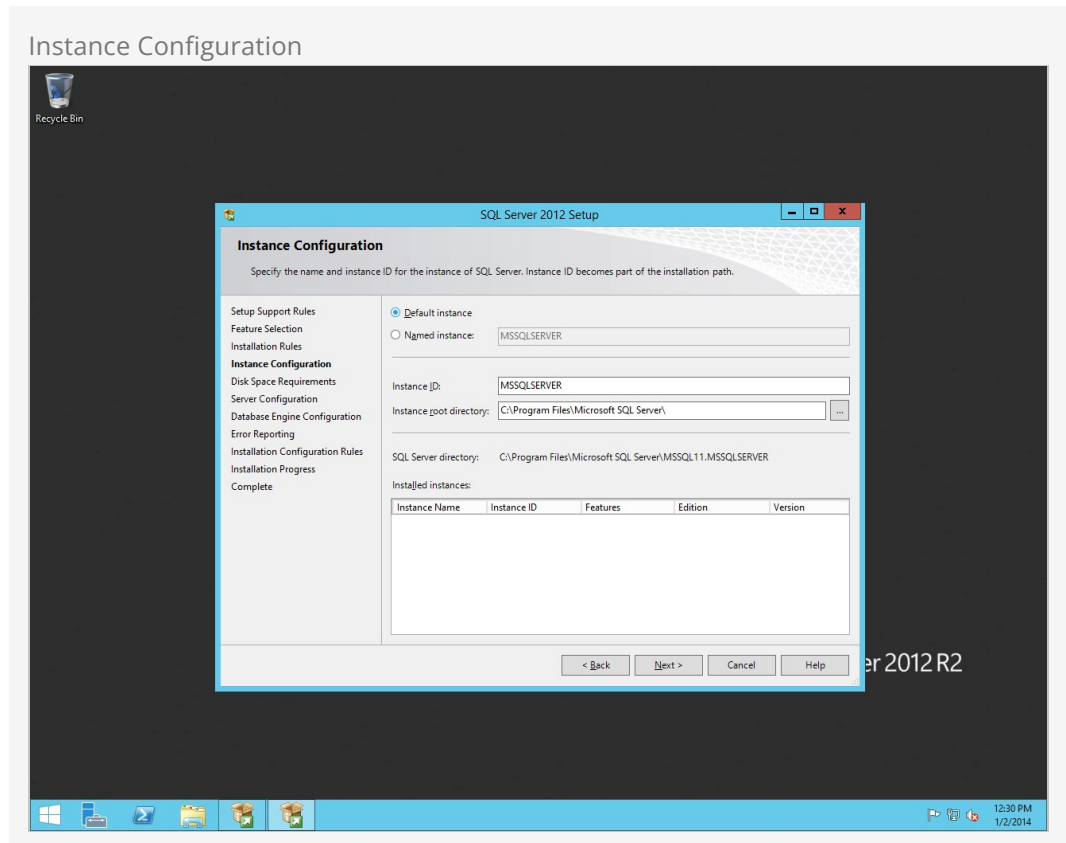 Instance Configuration
Recycle Bin
SQL Server 2012 Setup
Instance Configuration
Specify the name and instance ID for the instance of SQL Server. Instance ID becomes part of the installation path.
Setup Support Rules
Feature Selection
Installation Rules
Instance Configuration
Disk Space Requirements
Server Configuration
Database Engine Configuration
Error Reporting
Installation Configuration Rules
Installation Progress
Complete
Default instance
Named instance: MSSQLSERVER
Instance ID: MSSQLSERVER
Instance root directory: C:\Program Files\Microsoft SQL Server\ ...
SQL Server directory: C:\Program Files\Microsoft SQL Server\MSSQL11.MSSQLSERVER
Installed instances:
Instance Name Instance ID Features Edition Version
< Back Next > Cancel Help
er 2012 R2
12:30 PM
1/2/2014